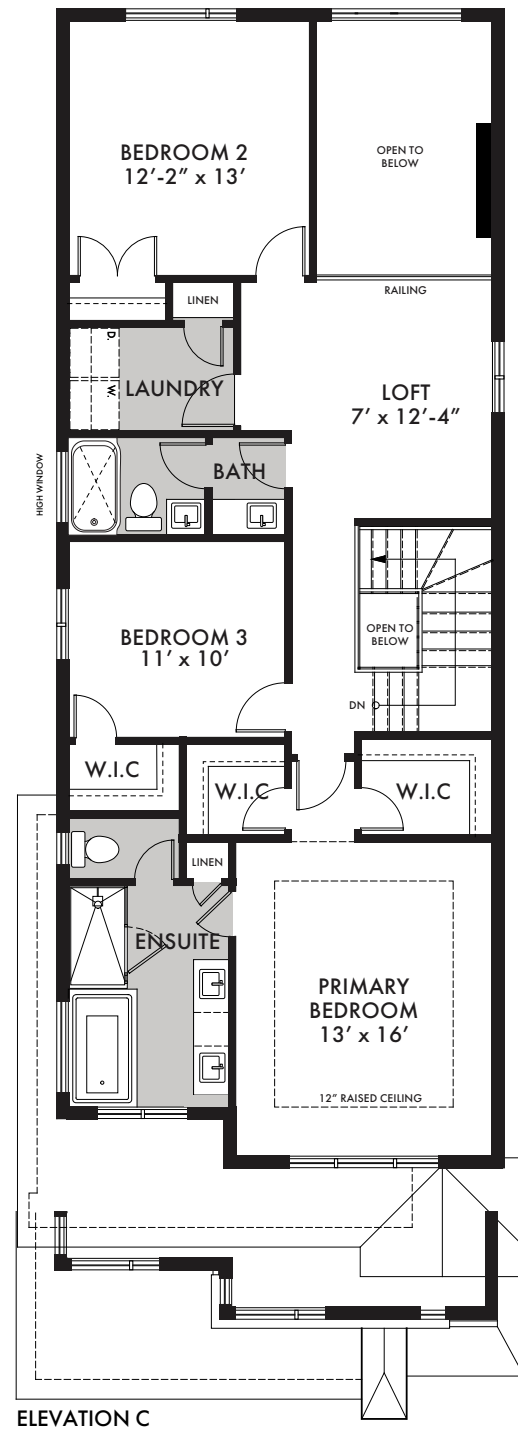 BEDROOM 2
12'-2" x 13'
OPEN TO
BELOW
LINEN
RAILING
D.
W.
LAUNDRY
LOFT
7' x 12'-4"
BATH
HIGH WINDOW
BEDROOM 3
11' x 10'
OPEN TO
BELOW
DN
W.I.C
W.I.C
W.I.C
LINEN
ENSUITE
PRIMARY
BEDROOM
13' x 16'
12" RAISED CEILING
ELEVATION C